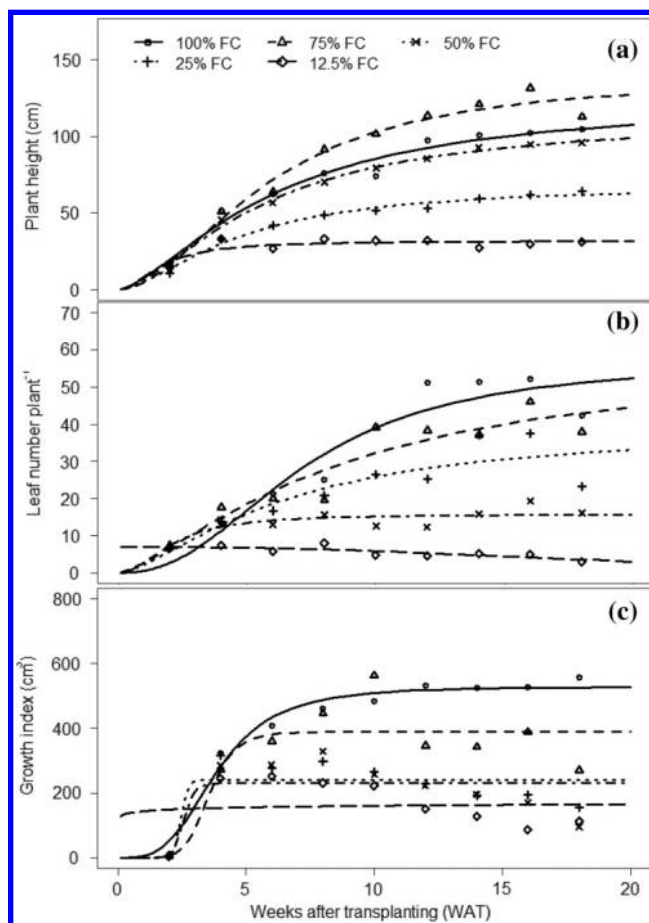 100% FC 75% FC 50% FC (a)
25% FC 12.5% FC
150
100
50
0
Plant height (cm)
(b)
70
60
50
40
30
20
10
0
Leaf number plant⁻¹
(c)
800
600
400
200
0
Growth index (cm³)
0 5 10 15 20
Weeks after transplanting (WAT)